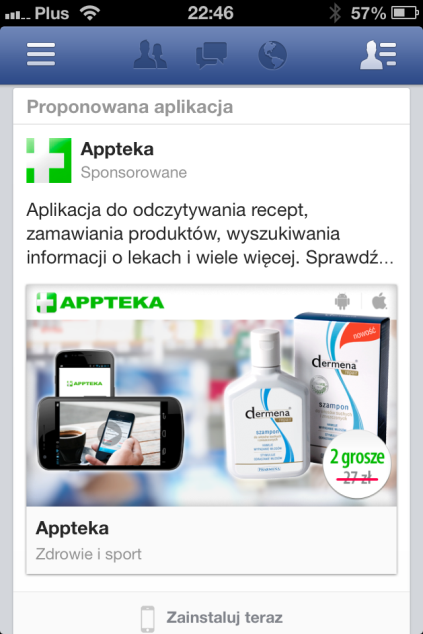 Plus
22:46
57%
Proponowana aplikacja
Appteka
Sponsorowane
Aplikacja do odczytywania recept,
zamawiania produktów, wyszukiwania
informacji o lekach i wiele więcej. Sprawdź...
APPTEKA
APPTEKA
dermena
szampon
dermena
szampon
nowość
2 grosze
27 zł
Appteka
Zdrowie i sport
Zainstaluj teraz